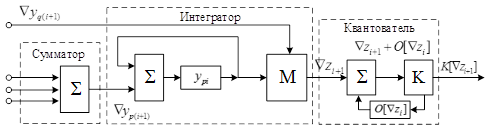 Интегратор
Квантователь
∇y_{q(i+1)}
∇z_{i+1} + O[∇z_i]
Сумматор
Σ
Σ
y_{pi}
М
∇z_{i+1}
Σ
К
K[∇z_{i+1}]
∇y_{p(i+1)}
O[∇z_i]